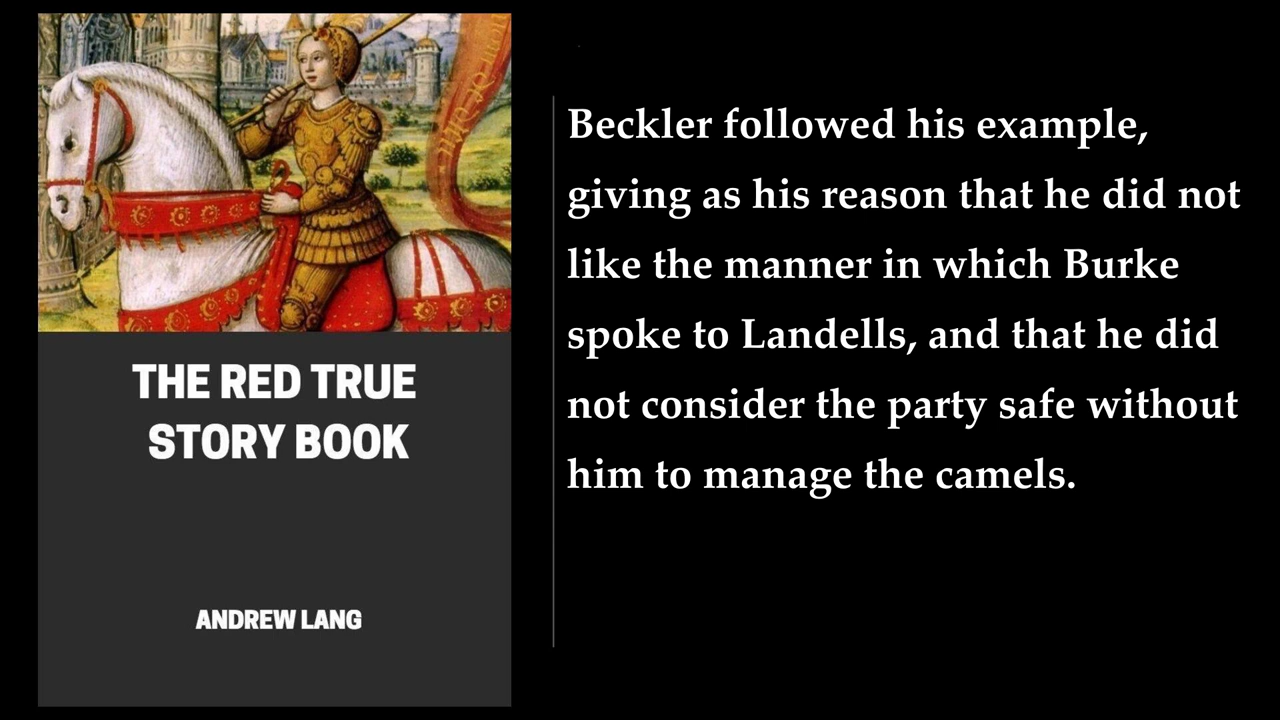 THE RED TRUE
STORY BOOK
ANDREW LANG
Beckler followed his example,
giving as his reason that he did not
like the manner in which Burke
spoke to Landells, and that he did
not consider the party safe without
him to manage the camels.